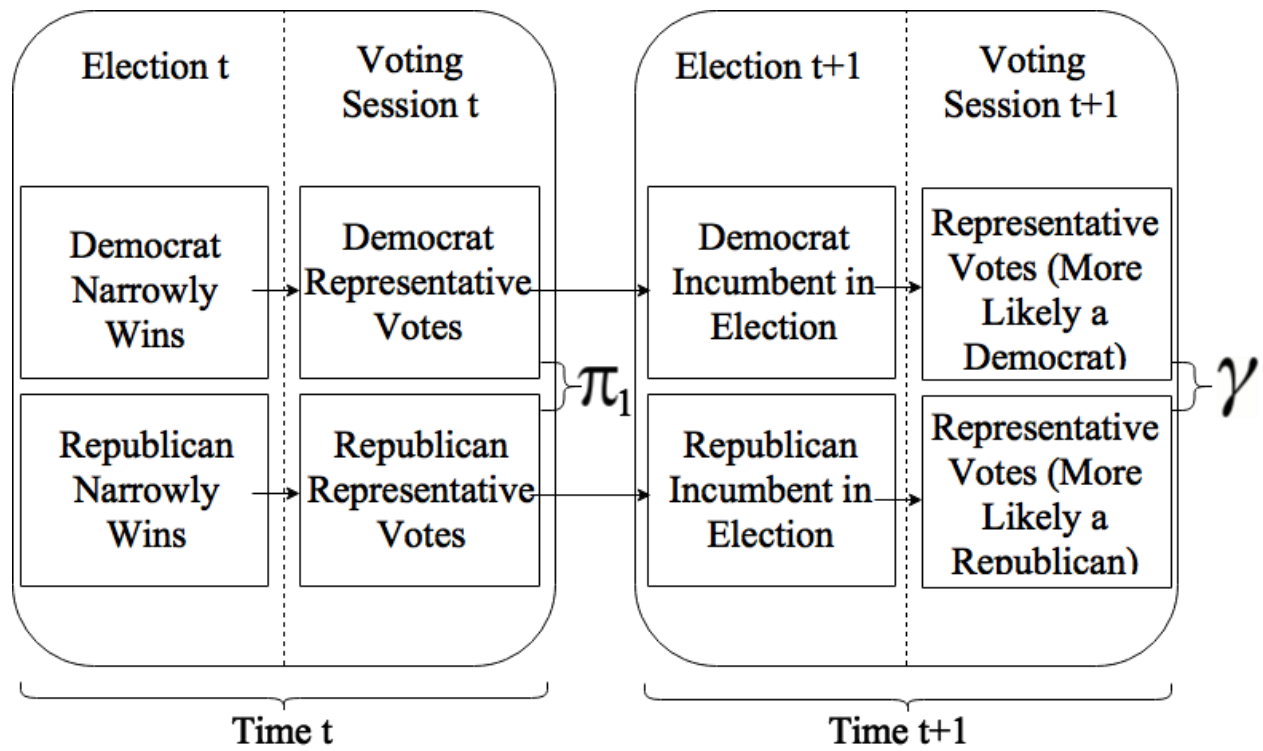 Election t
Voting
Session t
Election t+1
Voting
Session t+1
Democrat
Narrowly
Wins
Democrat
Representative
Votes
Democrat
Incumbent in
Election
Representative
Votes (More
Likely a
Democrat)
π₁
γ
Republican
Narrowly
Wins
Republican
Representative
Votes
Republican
Incumbent in
Election
Representative
Votes (More
Likely a
Republican)
Time t
Time t+1